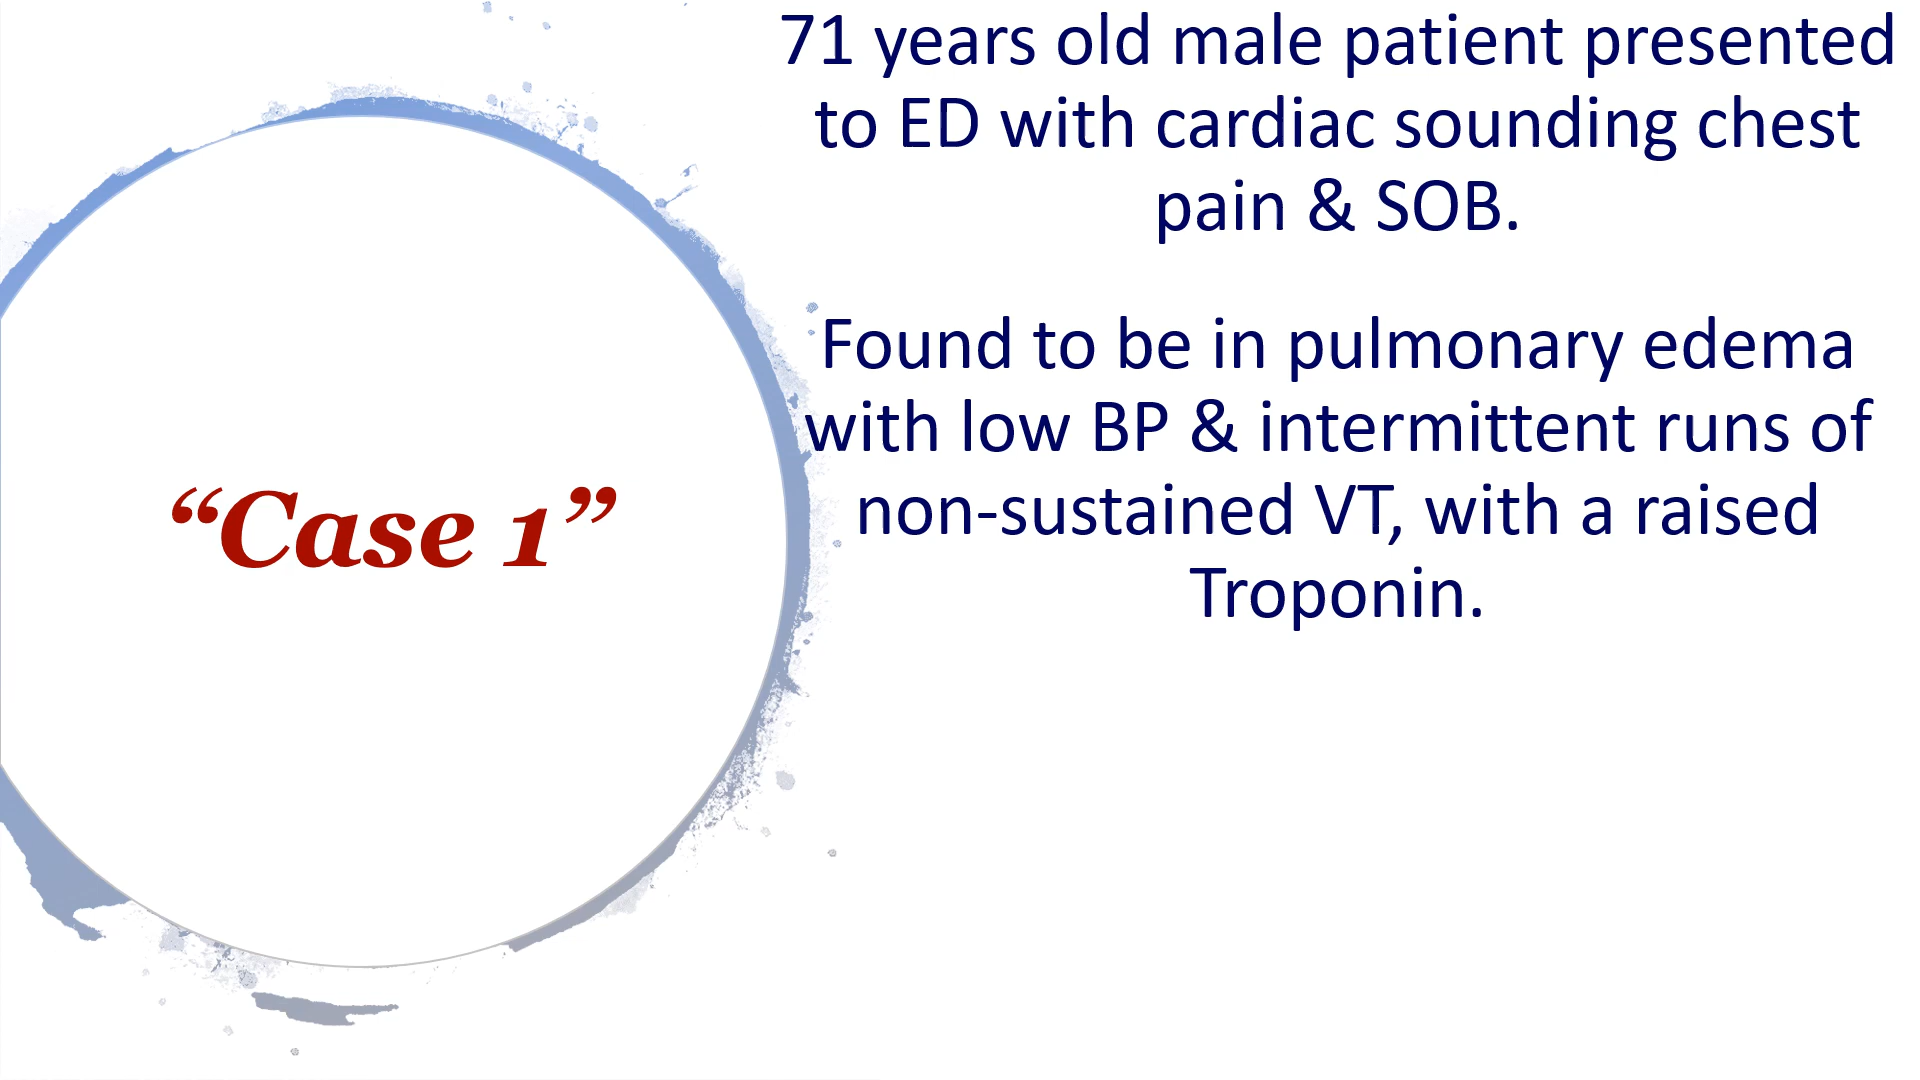 71 years old male patient presented
to ED with cardiac sounding chest
pain & SOB.
Found to be in pulmonary edema
with low BP & intermittent runs of
non-sustained VT, with a raised
Troponin.
“Case 1”